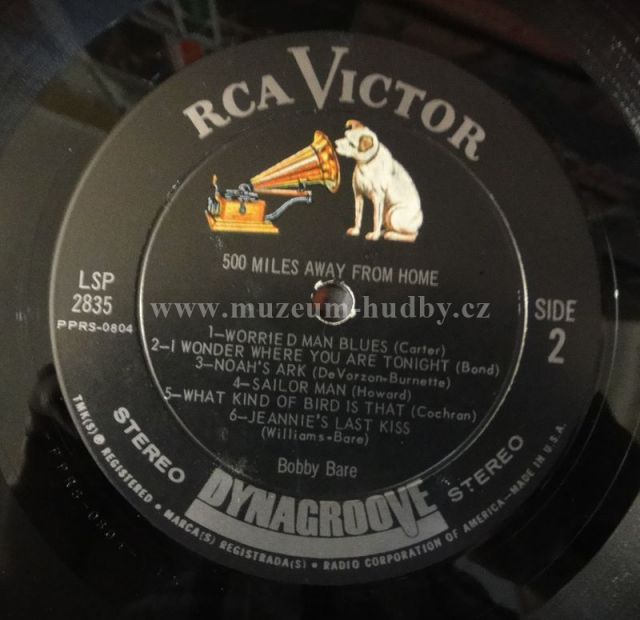 RCA VICTOR
500 MILES AWAY FROM HOME
LSP
2835
PPRS-0804
SIDE
2
www.muzeum-hudby.cz
1-WORRIED MAN BLUES (Carter)
2-I WONDER WHERE YOU ARE TONIGHT (Bond)
3-NOAH'S ARK (DeVorzon-Burnette)
4-SAILOR MAN (Howard)
5-WHAT KIND OF BIRD IS THAT (Cochran)
6-JEANNIE'S LAST KISS
(Williams-Bare)
Bobby Bare
STEREO
DYNAGROOVE
STEREO
TMK(S) ® REGISTERED • MARCA(S) REGISTRADA(S) • RADIO CORPORATION OF AMERICA—MADE IN U.S.A.